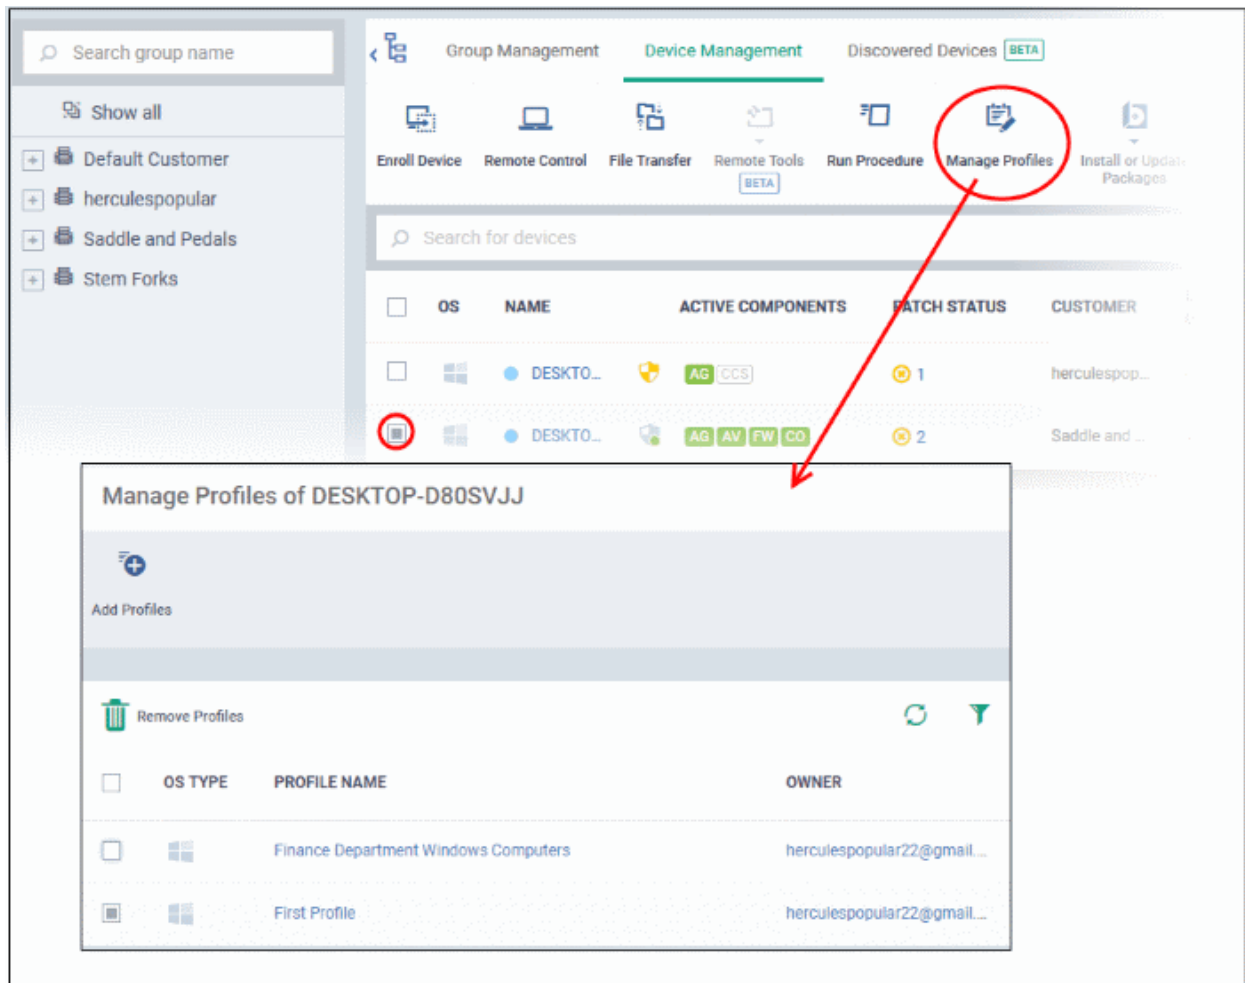 Search group name
Show all
Default Customer
herculespopular
Saddle and Pedals
Stem Forks
Group Management Device Management Discovered Devices BETA
Enroll Device Remote Control File Transfer Remote Tools Run Procedure Manage Profiles Install or Update
BETA Packages
Search for devices
OS NAME ACTIVE COMPONENTS PATCH STATUS CUSTOMER
DESKTO... AG CCS 1 herculespop...
DESKTO... AG AV FW CO 2 Saddle and ...
Manage Profiles of DESKTOP-D80SVJJ
Add Profiles
Remove Profiles
OS TYPE PROFILE NAME OWNER
Finance Department Windows Computers herculespopular22@gmail....
First Profile herculespopular22@gmail....